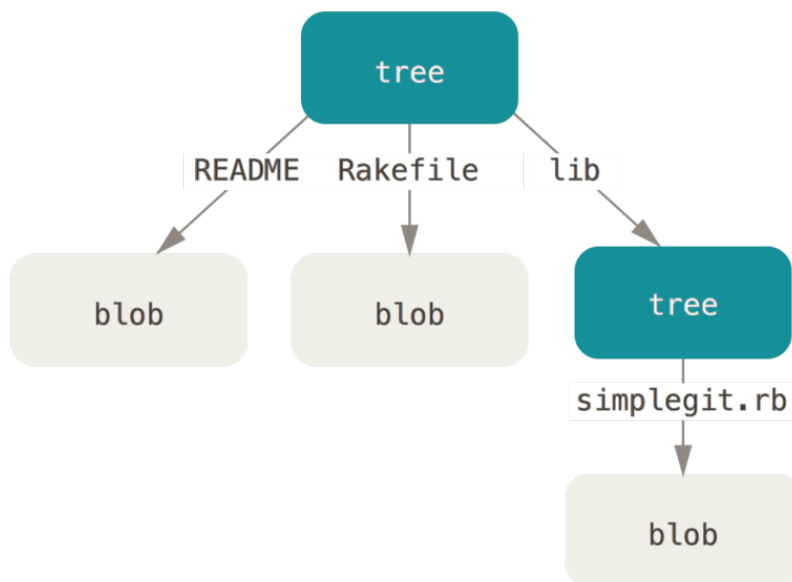 tree
README Rakefile lib
blob blob tree
simplegit.rb
blob